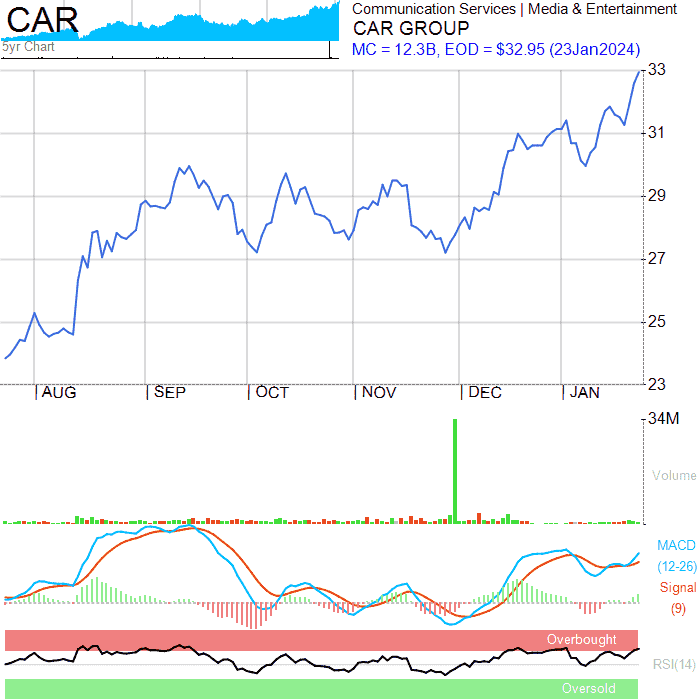 CAR
5yr Chart
Communication Services | Media & Entertainment
CAR GROUP
MC = 12.3B, EOD = $32.95 (23Jan2024)
33
31
29
27
25
23
AUG
SEP
OCT
NOV
DEC
JAN
34M
Volume
MACD
(12-26)
Signal
(9)
Overbought
RSI(14)
Oversold